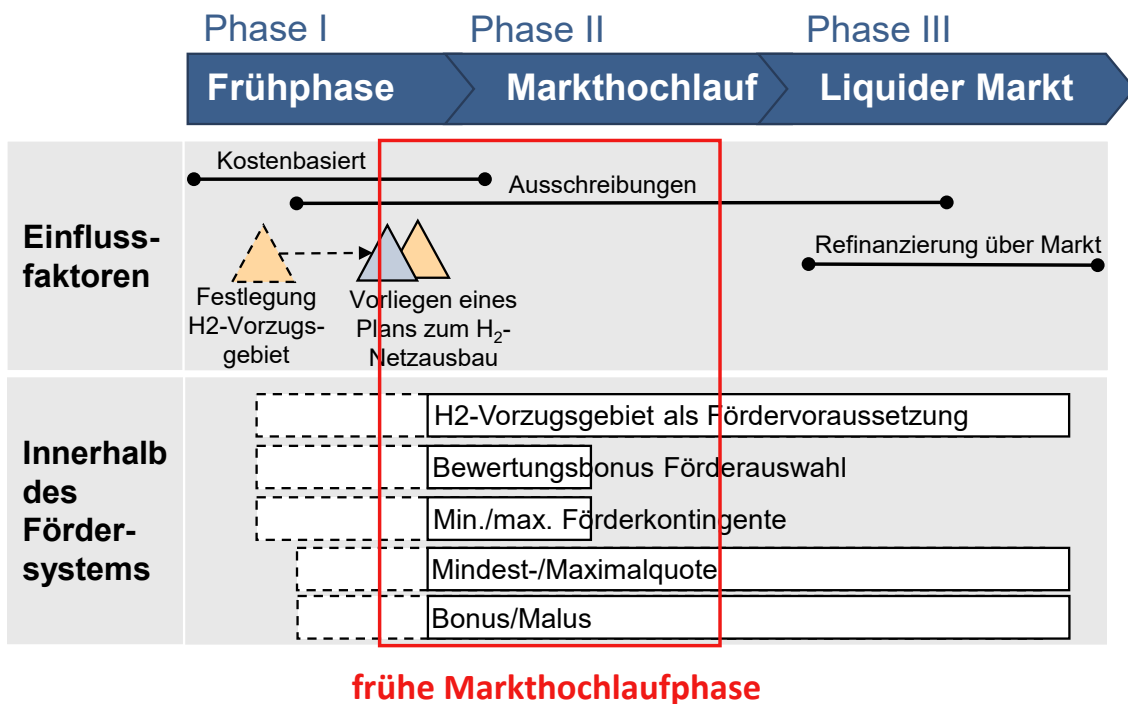 Phase I
Phase II
Phase III
Frühphase
Markthochlauf
Liquider Markt
Einfluss-
faktoren
Kostenbasiert
Ausschreibungen
Refinanzierung über Markt
Festlegung
H2-Vorzugs-
gebiet
Vorliegen eines
Plans zum H₂-
Netzausbau
Innerhalb
des
Förder-
systems
H2-Vorzugsgebiet als Fördervoraussetzung
Bewertungsbonus Förderauswahl
Min./max. Förderkontingente
Mindest-/Maximalquote
Bonus/Malus
frühe Markthochlaufphase